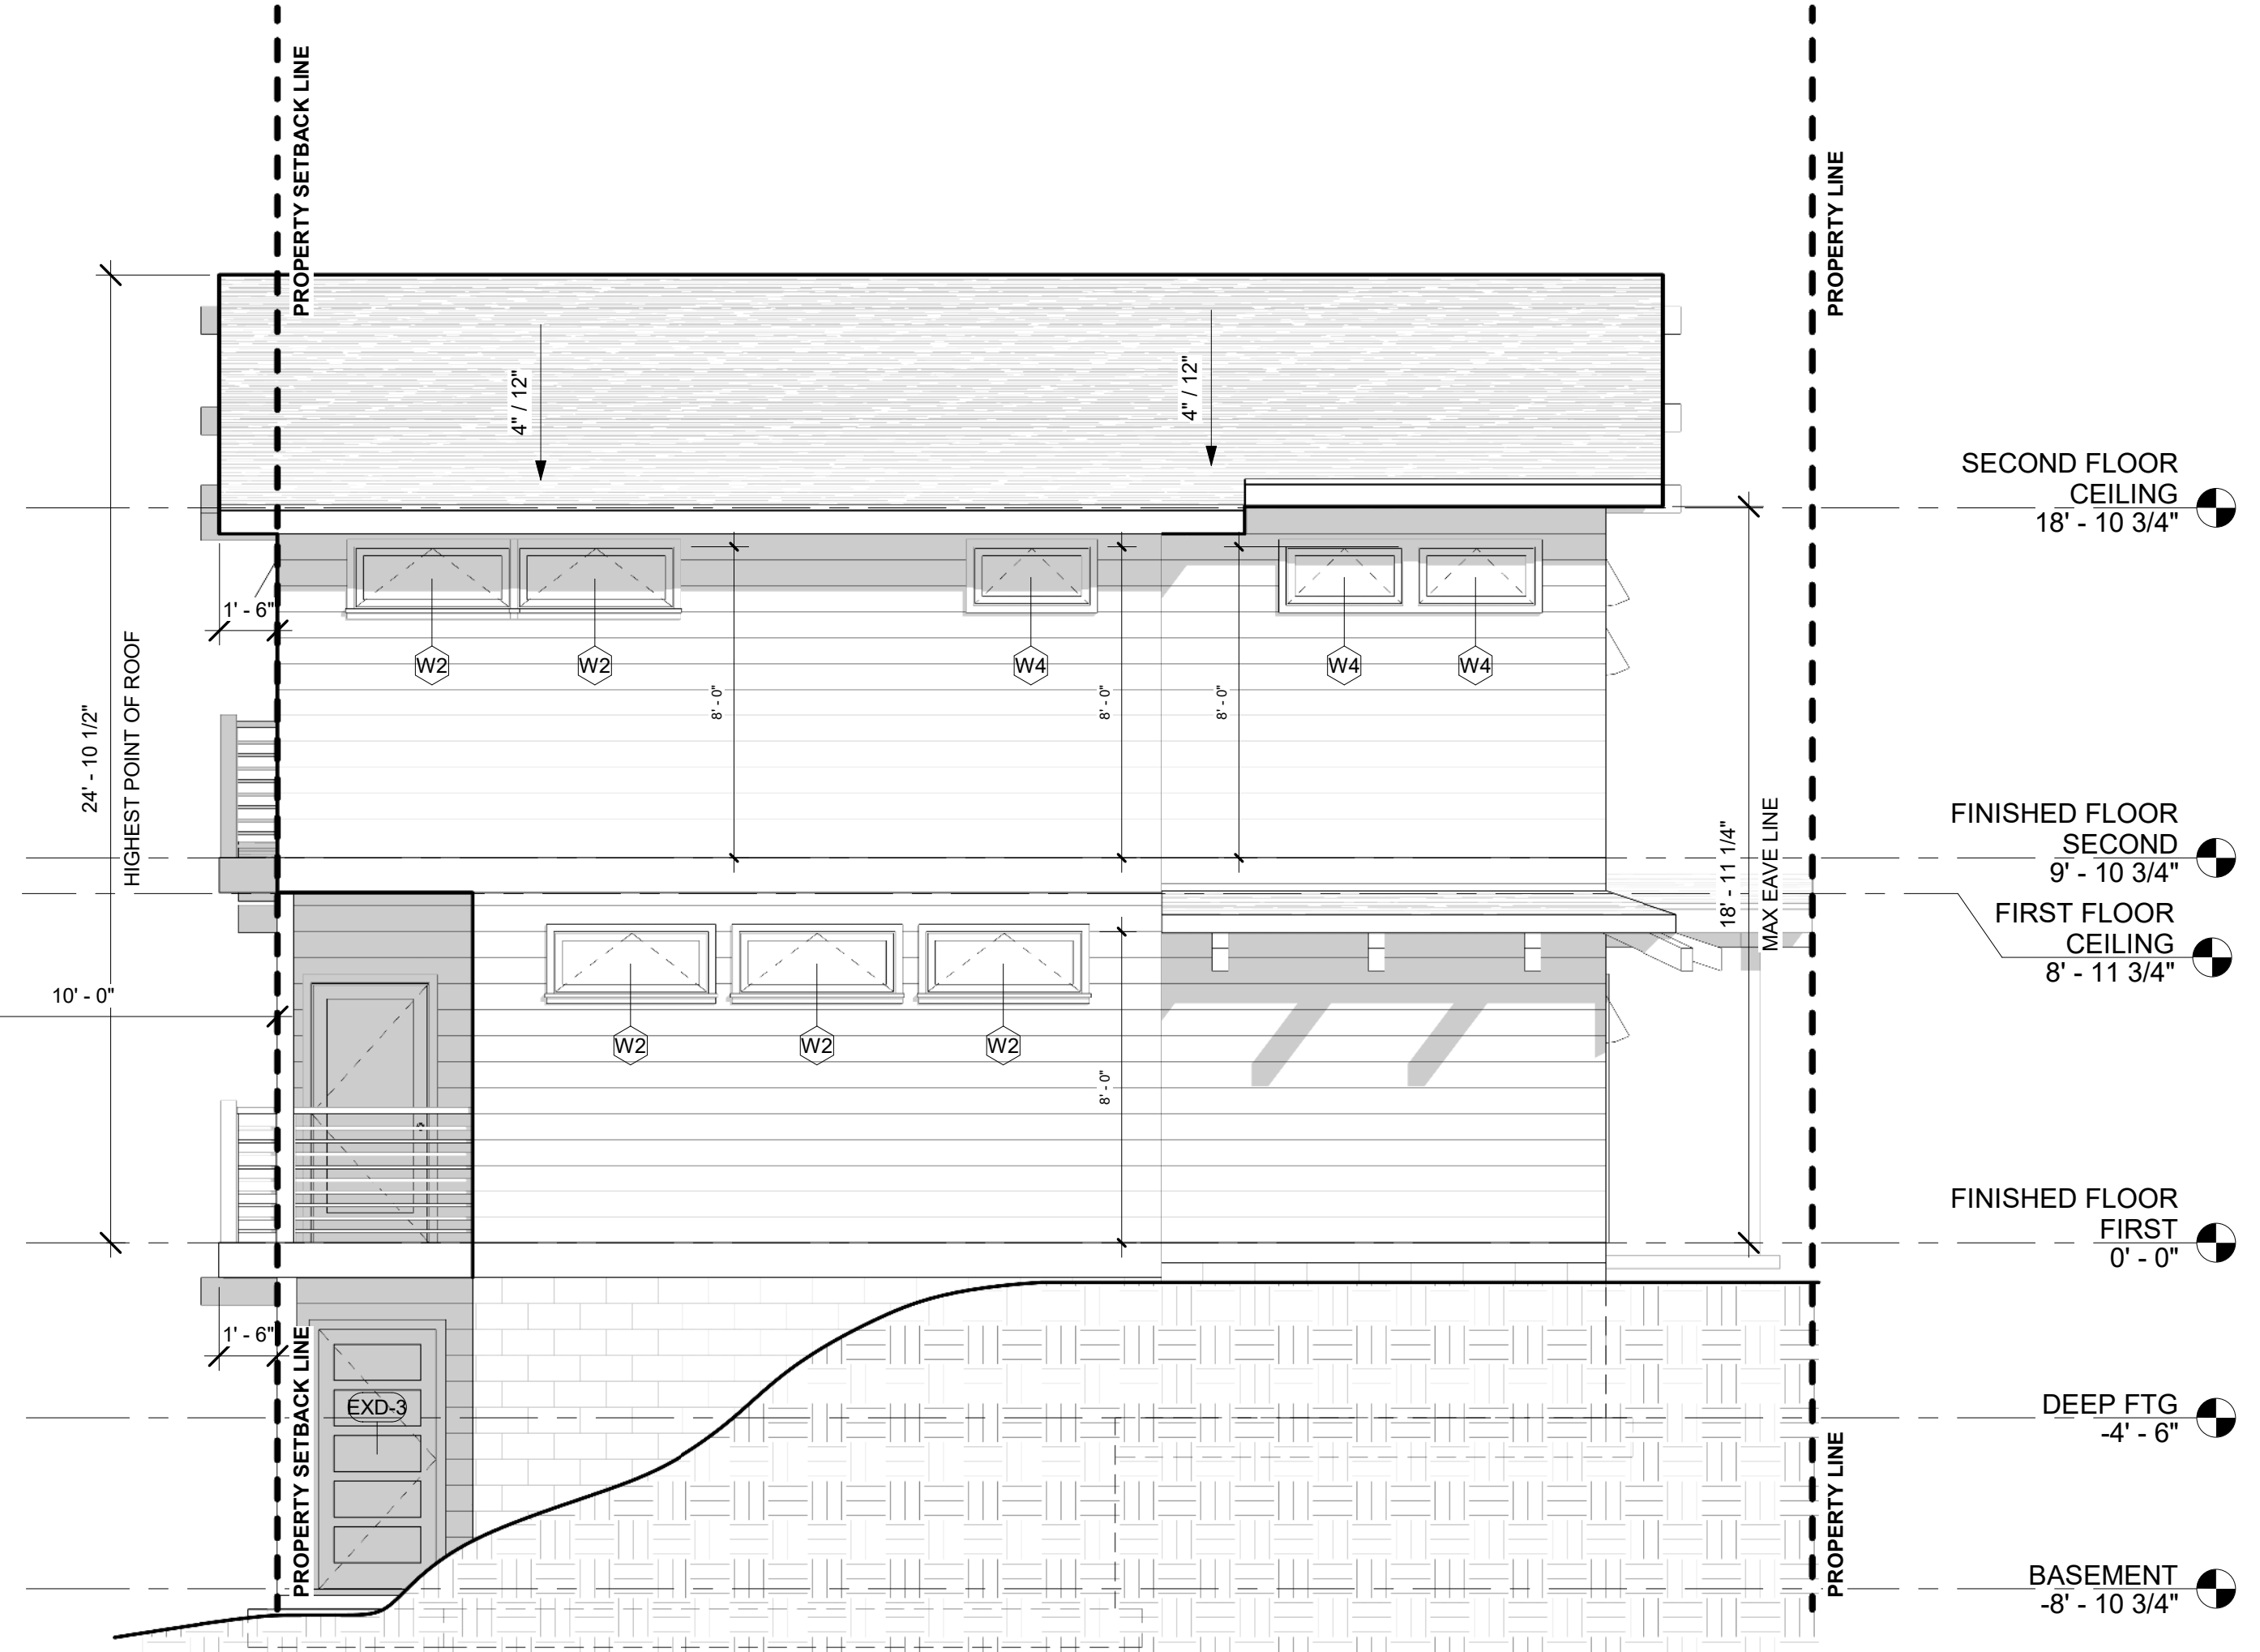 PROPERTY SETBACK LINE
PROPERTY LINE
4" / 12"
4" / 12"
SECOND FLOOR
CEILING
18' - 10 3/4"
1' - 6"
W2
W2
W4
W4
W4
8' - 0"
8' - 0"
8' - 0"
24' - 10 1/2"
HIGHEST POINT OF ROOF
18' - 11 1/4"
MAX EAVE LINE
FINISHED FLOOR
SECOND
9' - 10 3/4"
FIRST FLOOR
CEILING
8' - 11 3/4"
10' - 0"
W2
W2
W2
8' - 0"
FINISHED FLOOR
FIRST
0' - 0"
1' - 6"
PROPERTY SETBACK LINE
EXD-3
DEEP FTG
-4' - 6"
PROPERTY LINE
BASEMENT
-8' - 10 3/4"